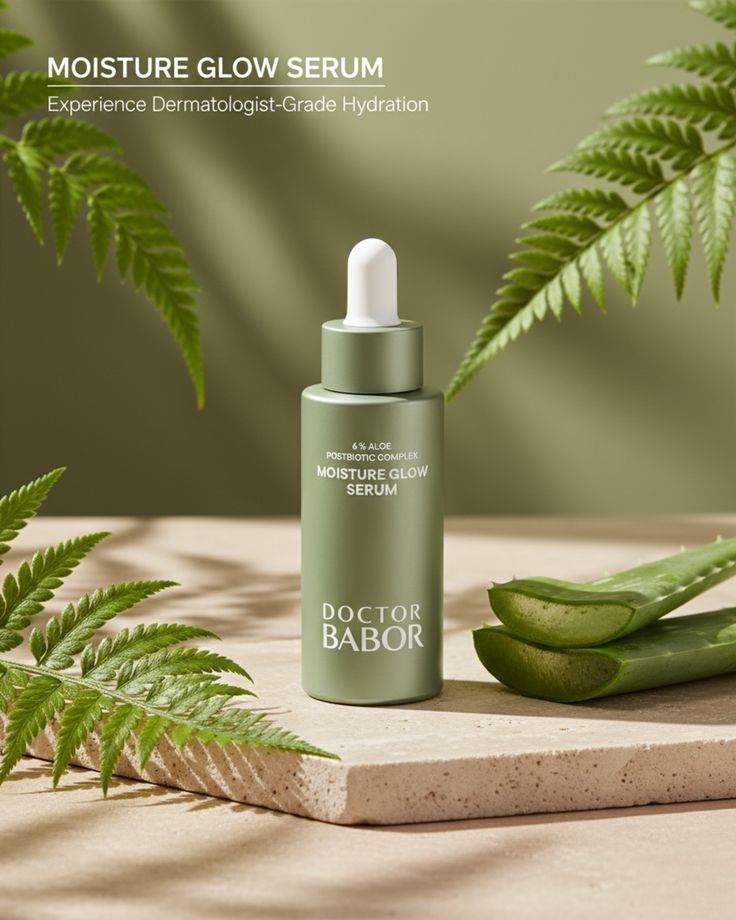 MOISTURE GLOW SERUM
Experience Dermatologist-Grade Hydration
6 % ALOE
POSTBIOTIC COMPLEX
MOISTURE GLOW
SERUM
DOCTOR
BABOR